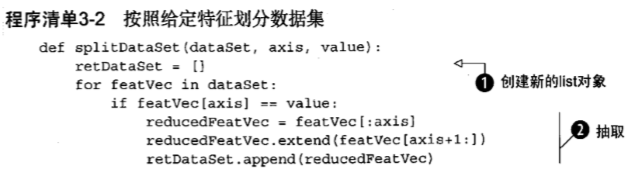 程序清单3-2 按照给定特征划分数据集
def splitDataSet(dataSet, axis, value):
    retDataSet = []
❶ 创建新的list对象
    for featVec in dataSet:
        if featVec[axis] == value:
            reducedFeatVec = featVec[:axis]
            reducedFeatVec.extend(featVec[axis+1:])
❷ 抽取
            retDataSet.append(reducedFeatVec)